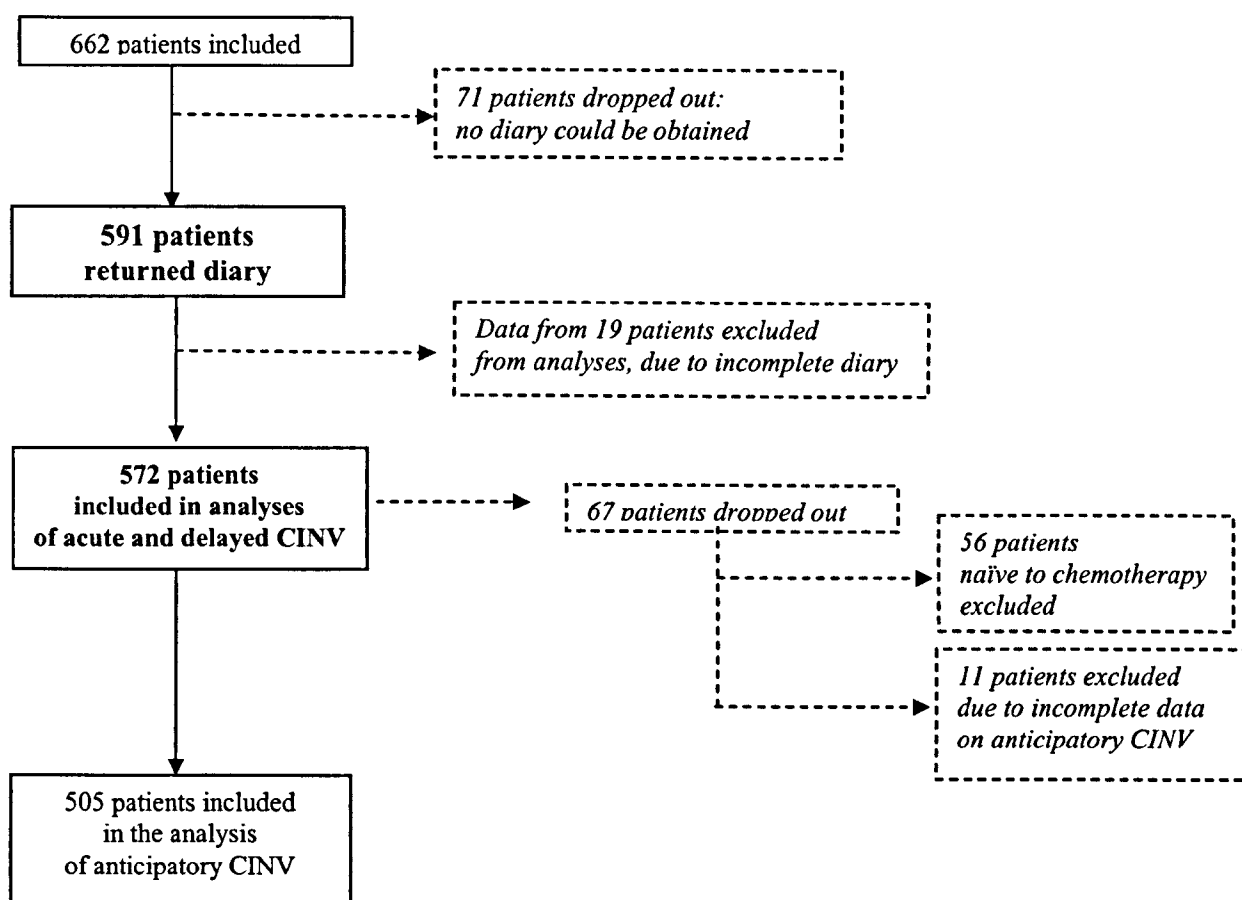 662 patients included
71 patients dropped out:
no diary could be obtained
591 patients
returned diary
Data from 19 patients excluded
from analyses, due to incomplete diary
572 patients
included in analyses
of acute and delayed CINV
67 patients dropped out
56 patients
naïve to chemotherapy
excluded
11 patients excluded
due to incomplete data
on anticipatory CINV
505 patients included
in the analysis
of anticipatory CINV